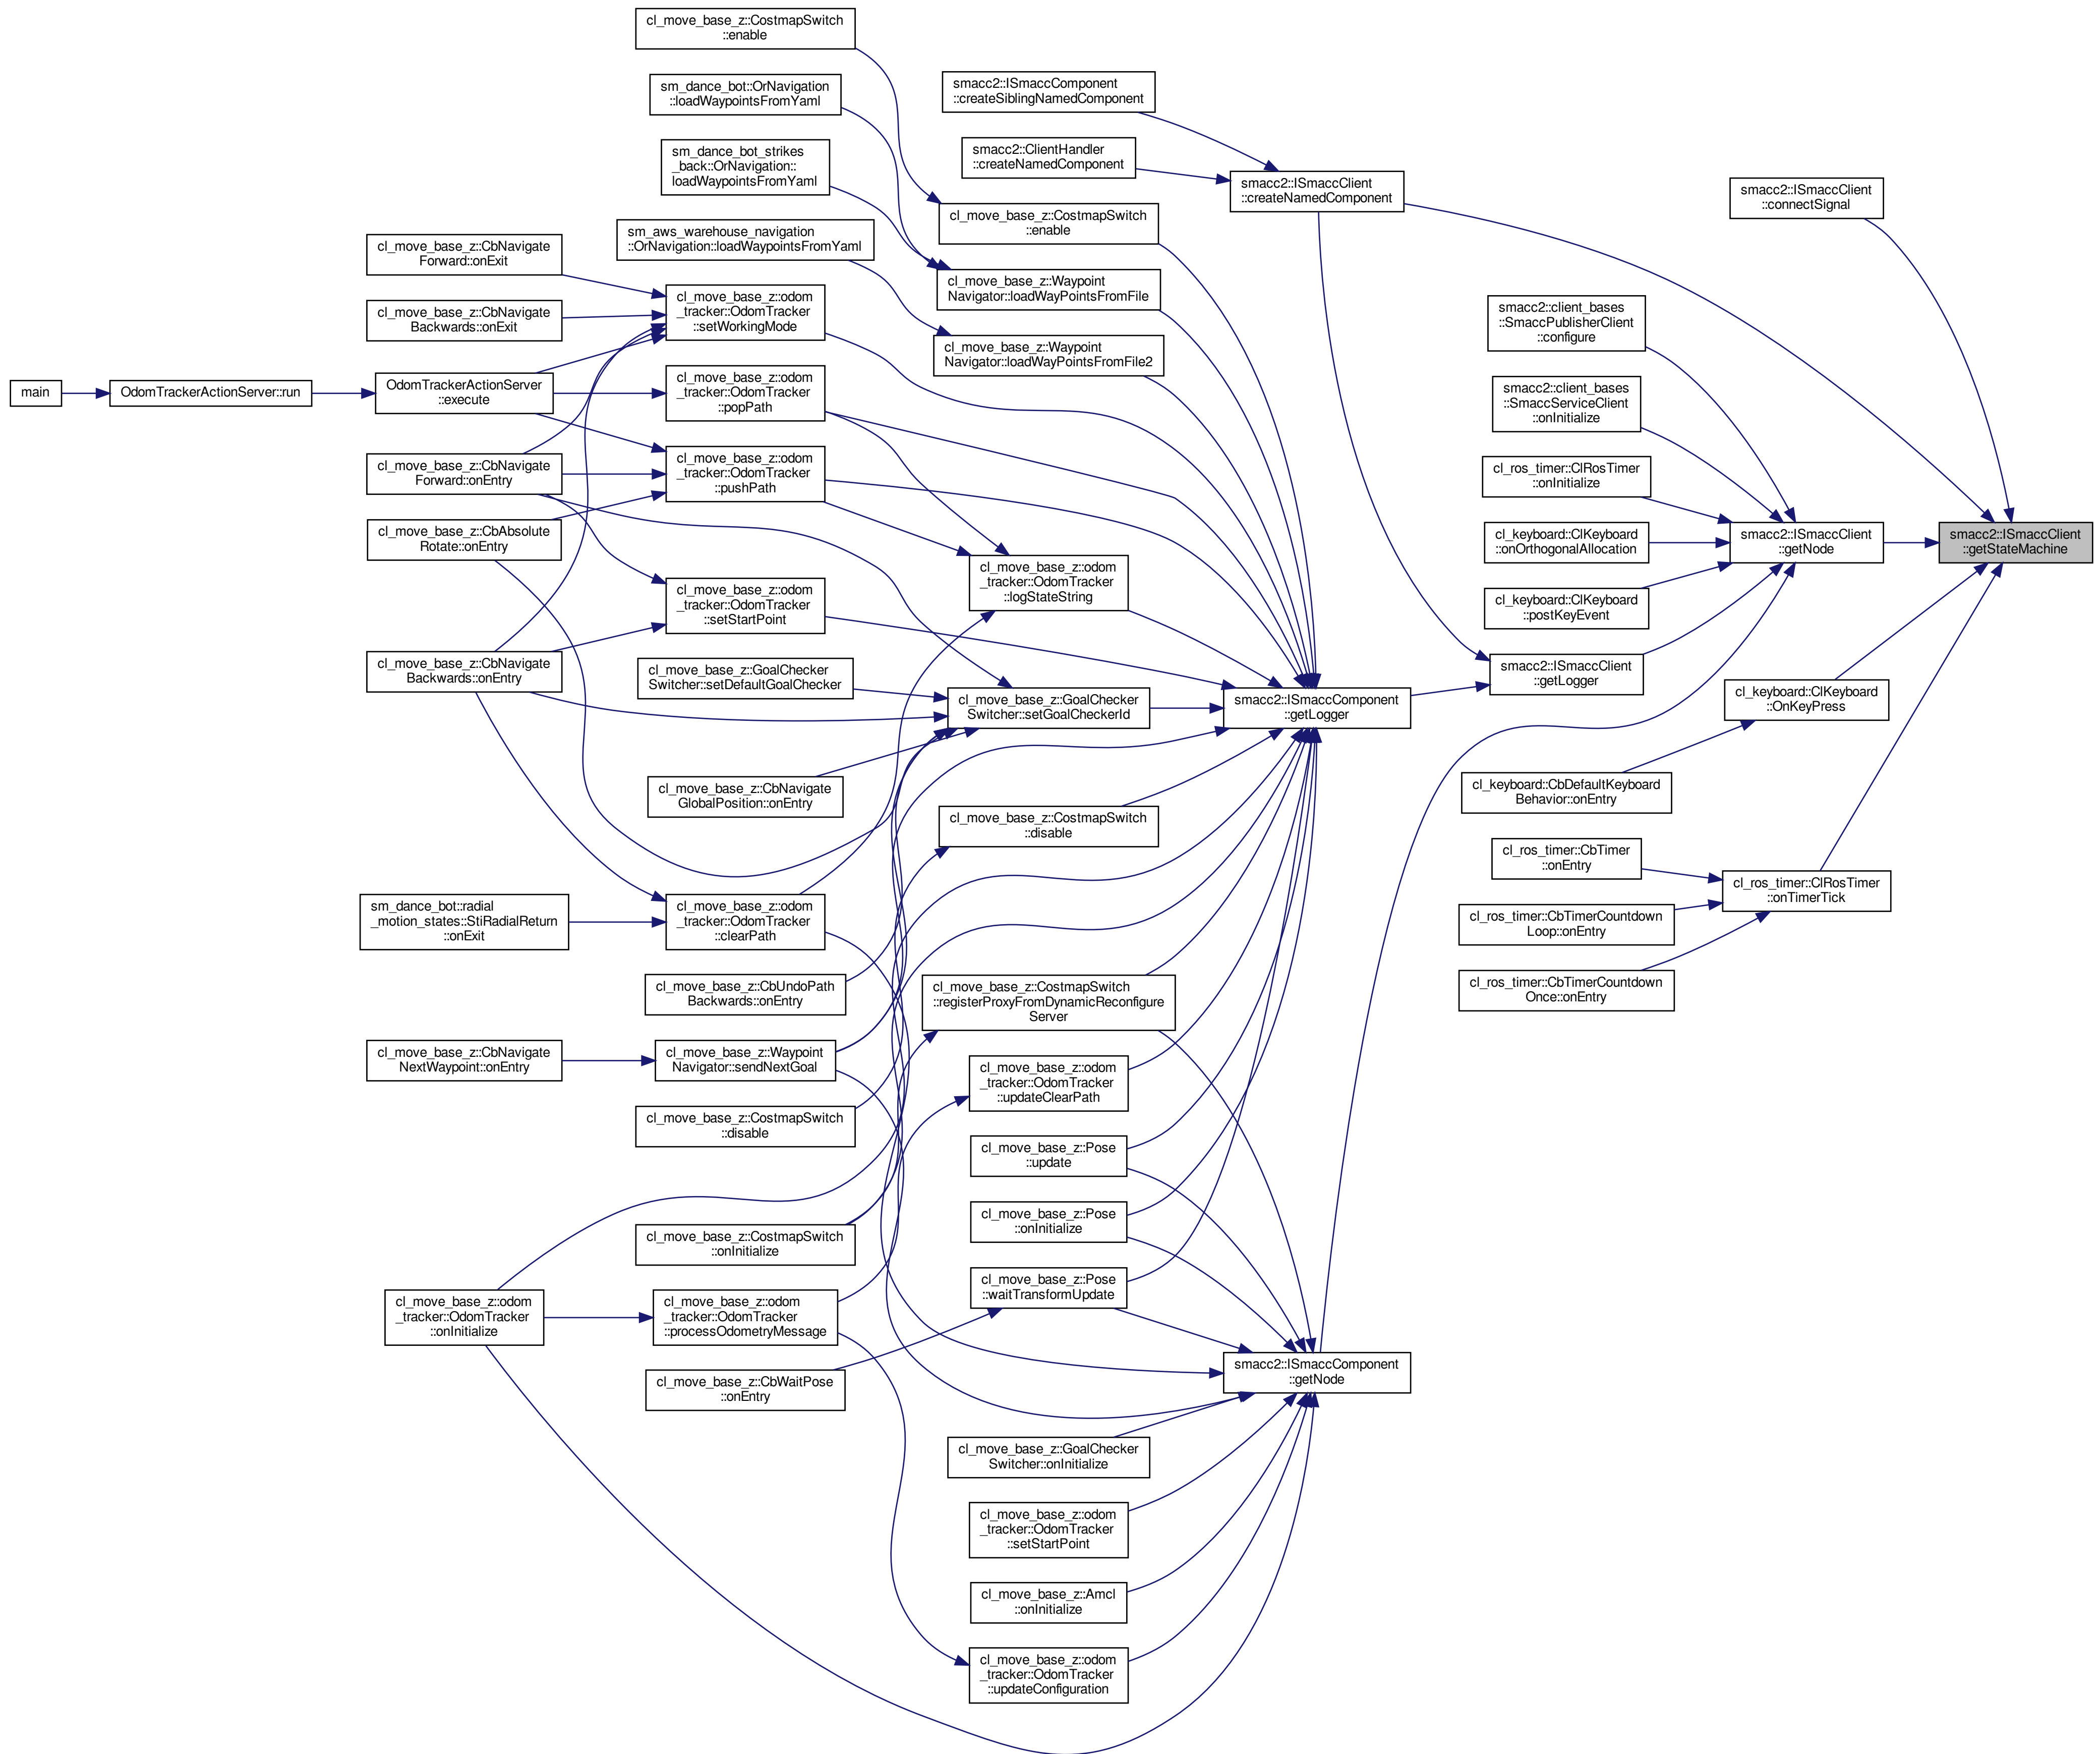 main
OdomTrackerActionServer::run
cl_move_base_z::CbNavigate
Forward::onExit
cl_move_base_z::CbNavigate
Backwards::onExit
OdomTrackerActionServer
::execute
cl_move_base_z::CbNavigate
Forward::onEntry
cl_move_base_z::CbAbsolute
Rotate::onEntry
cl_move_base_z::CbNavigate
Backwards::onEntry
sm_dance_bot::radial
_motion_states::StiRadialReturn
::onExit
cl_move_base_z::CbNavigate
NextWaypoint::onEntry
cl_move_base_z::odom
_tracker::OdomTracker
::onInitialize
cl_move_base_z::CostmapSwitch
::enable
sm_dance_bot::OrNavigation
::loadWaypointsFromYaml
sm_dance_bot_strikes
_back::OrNavigation::
loadWaypointsFromYaml
sm_aws_warehouse_navigation
::OrNavigation::loadWaypointsFromYaml
cl_move_base_z::odom
_tracker::OdomTracker
::setWorkingMode
cl_move_base_z::odom
_tracker::OdomTracker
::popPath
cl_move_base_z::odom
_tracker::OdomTracker
::pushPath
cl_move_base_z::odom
_tracker::OdomTracker
::setStartPoint
cl_move_base_z::GoalChecker
Switcher::setDefaultGoalChecker
cl_move_base_z::CbNavigate
GlobalPosition::onEntry
cl_move_base_z::odom
_tracker::OdomTracker
::clearPath
cl_move_base_z::CbUndoPath
Backwards::onEntry
cl_move_base_z::Waypoint
Navigator::sendNextGoal
cl_move_base_z::CostmapSwitch
::disable
cl_move_base_z::CostmapSwitch
::onInitialize
cl_move_base_z::odom
_tracker::OdomTracker
::processOdometryMessage
cl_move_base_z::CbWaitPose
::onEntry
smacc2::ISmaccComponent
::createSiblingNamedComponent
smacc2::ClientHandler
::createNamedComponent
cl_move_base_z::CostmapSwitch
::enable
cl_move_base_z::Waypoint
Navigator::loadWayPointsFromFile
cl_move_base_z::Waypoint
Navigator::loadWayPointsFromFile2
cl_move_base_z::odom
_tracker::OdomTracker
::logStateString
cl_move_base_z::GoalChecker
Switcher::setGoalCheckerId
cl_move_base_z::CostmapSwitch
::disable
cl_move_base_z::CostmapSwitch
::registerProxyFromDynamicReconfigure
Server
cl_move_base_z::odom
_tracker::OdomTracker
::updateClearPath
cl_move_base_z::Pose
::update
cl_move_base_z::Pose
::onInitialize
cl_move_base_z::Pose
::waitTransformUpdate
cl_move_base_z::GoalChecker
Switcher::onInitialize
cl_move_base_z::odom
_tracker::OdomTracker
::setStartPoint
cl_move_base_z::Amcl
::onInitialize
cl_move_base_z::odom
_tracker::OdomTracker
::updateConfiguration
smacc2::ISmaccClient
::createNamedComponent
smacc2::ISmaccComponent
::getLogger
smacc2::ISmaccComponent
::getNode
smacc2::client_bases
::SmaccPublisherClient
::configure
smacc2::client_bases
::SmaccServiceClient
::onInitialize
cl_ros_timer::ClRosTimer
::onInitialize
cl_keyboard::ClKeyboard
::onOrthogonalAllocation
cl_keyboard::ClKeyboard
::postKeyEvent
smacc2::ISmaccClient
::getLogger
cl_keyboard::CbDefaultKeyboard
Behavior::onEntry
cl_ros_timer::CbTimer
::onEntry
cl_ros_timer::CbTimerCountdown
Loop::onEntry
cl_ros_timer::CbTimerCountdown
Once::onEntry
smacc2::ISmaccClient
::connectSignal
smacc2::ISmaccClient
::getNode
cl_keyboard::ClKeyboard
::OnKeyPress
cl_ros_timer::ClRosTimer
::onTimerTick
smacc2::ISmaccClient
::getStateMachine